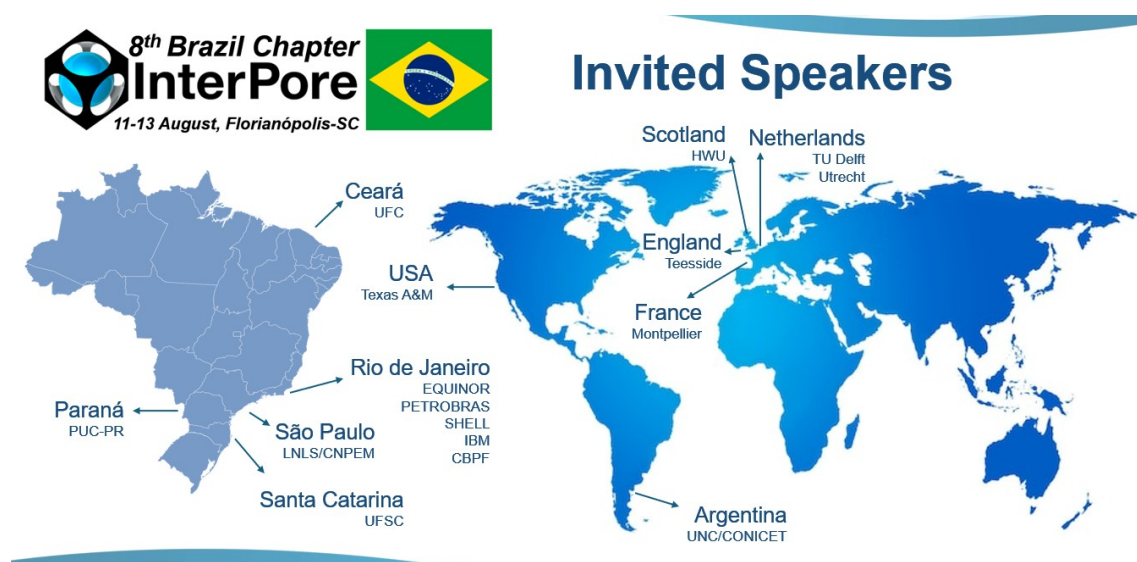 8th Brazil Chapter
InterPore
11-13 August, Florianópolis-SC
Invited Speakers
Ceará
UFC
Rio de Janeiro
EQUINOR
PETROBRAS
SHELL
IBM
CBPF
Paraná
PUC-PR
São Paulo
LNLS/CNPEM
Santa Catarina
UFSC
Scotland
HWU
Netherlands
TU Delft
Utrecht
England
Teesside
USA
Texas A&M
France
Montpellier
Argentina
UNC/CONICET